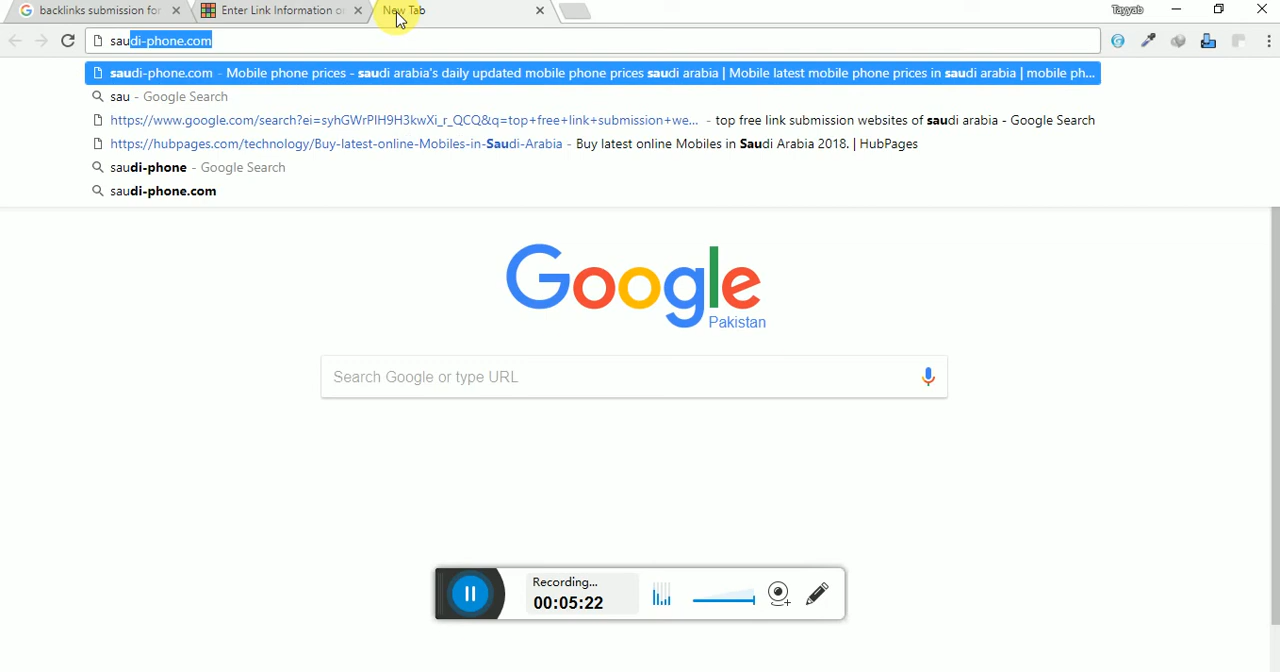 backlinks submission for
Enter Link Information o
New Tab
Tayyab
saudi-phone.com
saudi-phone.com - Mobile phone prices - saudi arabia's daily updated mobile phone prices saudi arabia | Mobile latest mobile phone prices in saudi arabia | mobile ph...
sau - Google Search
https://www.google.com/search?ei=syhGWrPIH9H3kwXi_r_QCQ&q=top+free+link+submission+we... - top free link submission websites of saudi arabia - Google Search
https://hubpages.com/technology/Buy-latest-online-Mobiles-in-Saudi-Arabia - Buy latest online Mobiles in Saudi Arabia 2018. | HubPages
saudi-phone - Google Search
saudi-phone.com
Google
Pakistan
Search Google or type URL
Recording...
00:05:22